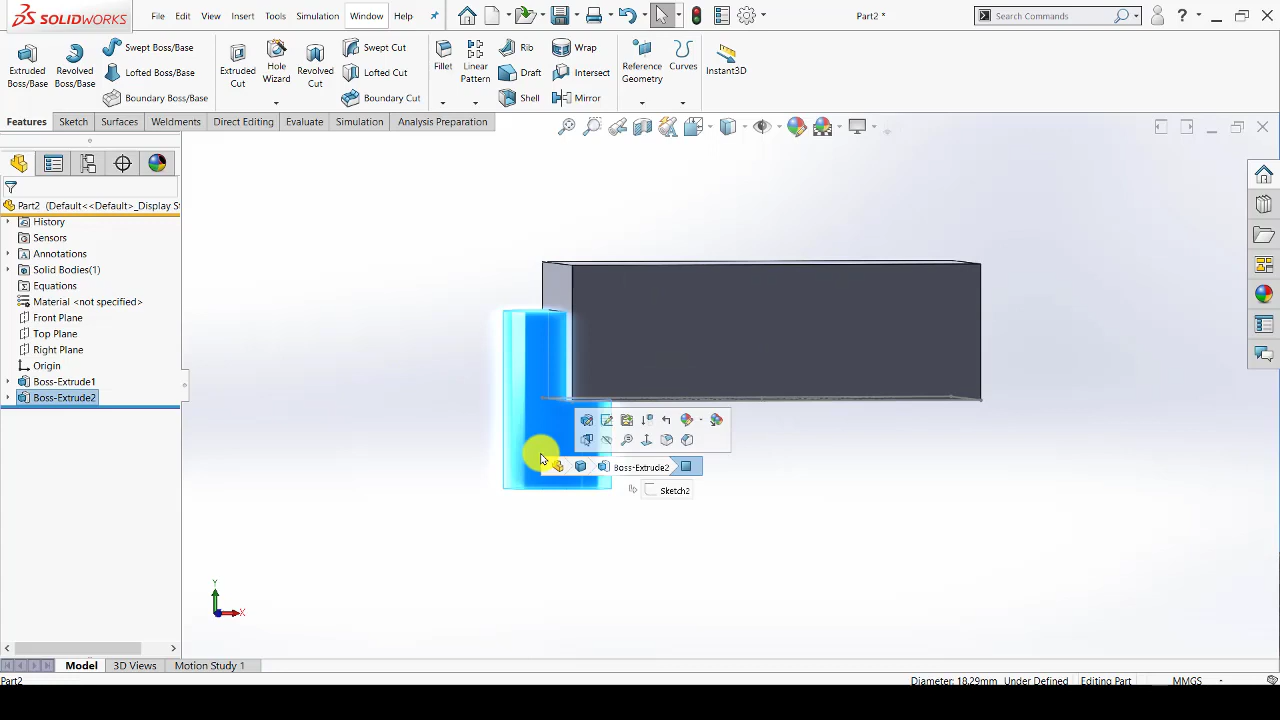 SOLIDWORKS File Edit View Insert Tools Simulation Window Help Part2 * Search Commands ?
Extruded Boss/Base Revolved Boss/Base Swept Boss/Base Lofted Boss/Base Boundary Boss/Base Extruded Cut Hole Wizard Revolved Cut Swept Cut Lofted Cut Boundary Cut Fillet Linear Pattern Rib Draft Shell Wrap Intersect Mirror Reference Geometry Curves Instant3D
Features Sketch Surfaces Weldments Direct Editing Evaluate Simulation Analysis Preparation
Part2 (Default<<Default>_Display S
History
Sensors
Annotations
Solid Bodies(1)
Equations
Material <not specified>
Front Plane
Top Plane
Right Plane
Origin
Boss-Extrude1
Boss-Extrude2
Boss-Extrude2
Sketch2
Y
X
Model 3D Views Motion Study 1
Part2 Diameter: 18.29mm Under Defined Editing Part MMGS -